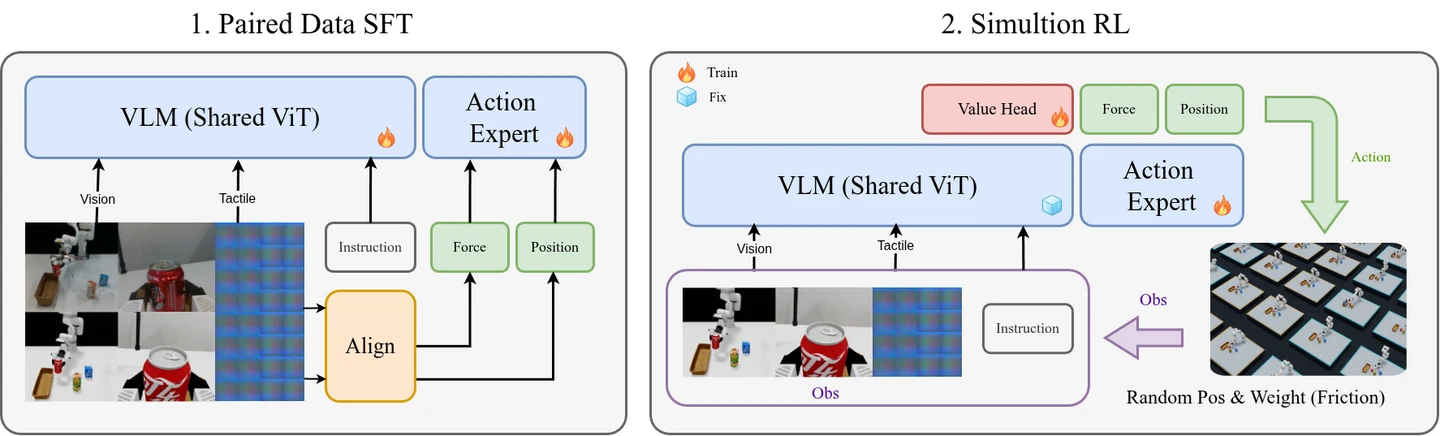 1. Paired Data SFT
VLM (Shared ViT)
Action
Expert
Vision
Tactile
Instruction
Force
Position
Align
2. Simultion RL
Train
Fix
Value Head
Force
Position
Action
VLM (Shared ViT)
Action
Expert
Vision
Tactile
Instruction
Obs
Obs
Random Pos & Weight (Friction)